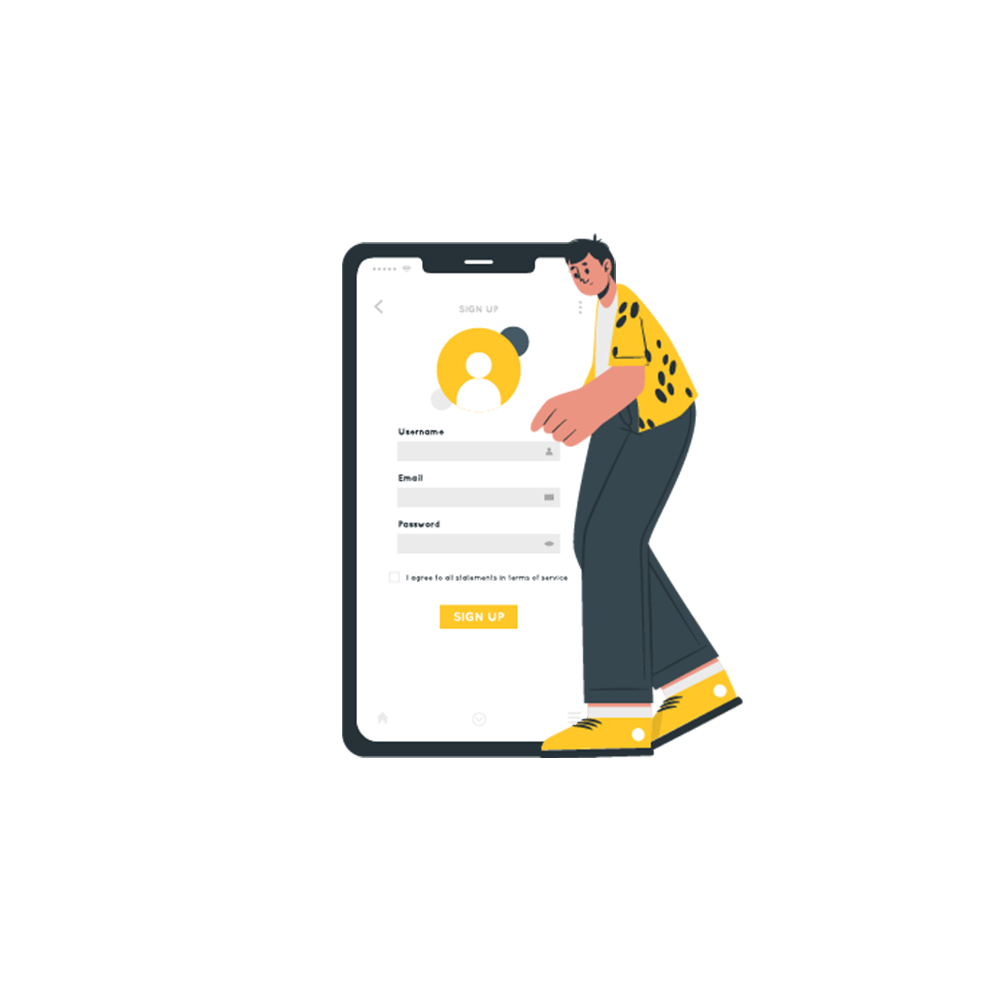 SIGN UP
Username
Email
Password
I agree to all statements in terms of service
SIGN UP